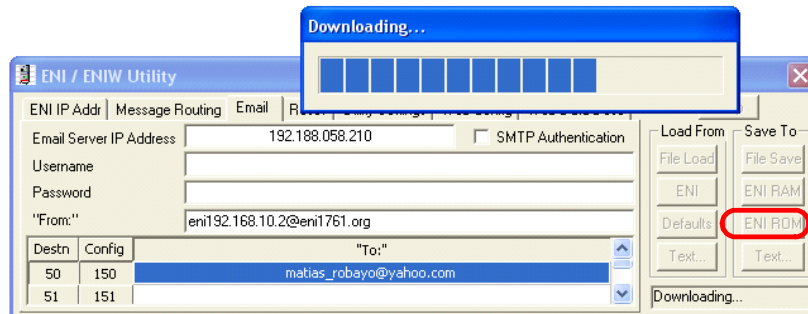 Downloading...
ENI / ENIW Utility
ENI IP Addr Message Routing Email
Load From Save To
Email Server IP Address 192.188.058.210 SMTP Authentication
File Load File Save
Username
Password
ENI ENI RAM
"From:" eni192.168.10.2@eni1761.org
Defaults ENI ROM
Destn Config "To:"
Text... Text...
50 150 matias_robayo@yahoo.com
51 151
Downloading...